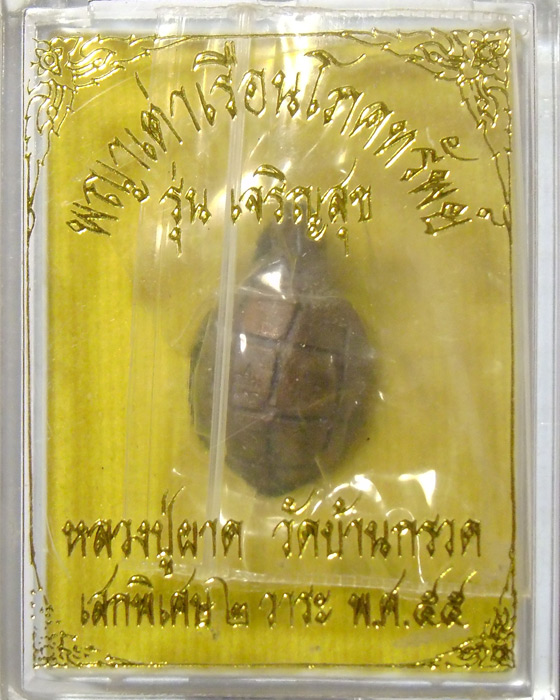 พญาเต่าเรือนโภคทรัพย์
รุ่น เจริญสุข
หลวงปู่ผาด วัดบ้านกรวด
เสกพิเศษ ๒ วาระ พ.ศ.๕๕